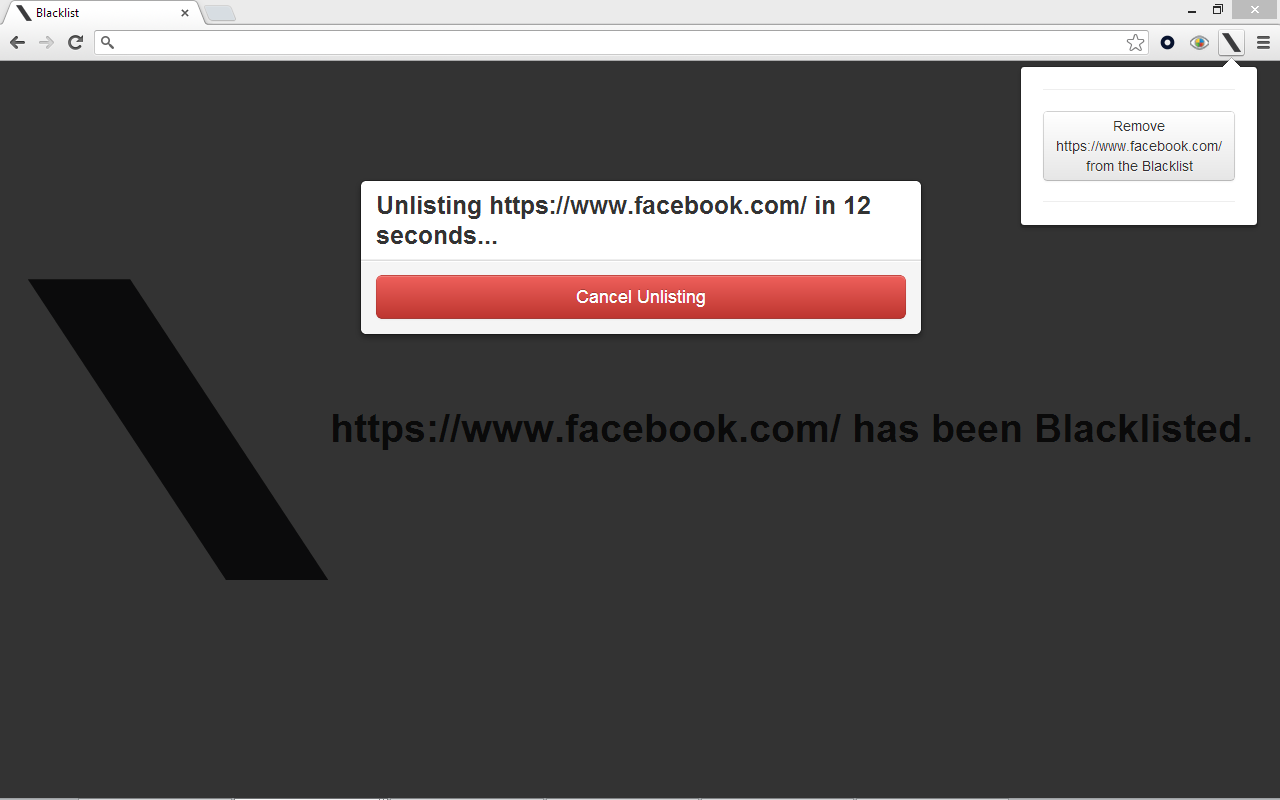 Blacklist
Remove
https://www.facebook.com/
from the Blacklist
Unlisting https://www.facebook.com/ in 12
seconds...
Cancel Unlisting
https://www.facebook.com/ has been Blacklisted.